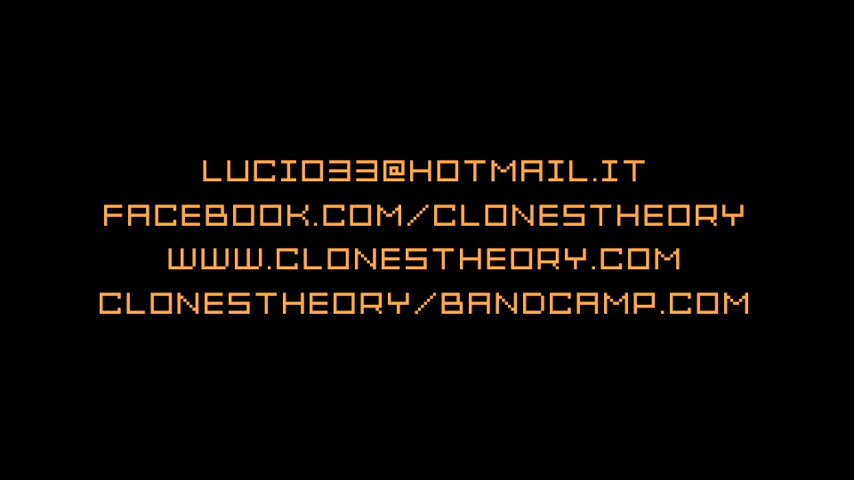 LUCIO33@HOTMAIL.IT
FACEBOOK.COM/CLONESTHEORY
WWW.CLONESTHEORY.COM
CLONESTHEORY/BANDCAMP.COM